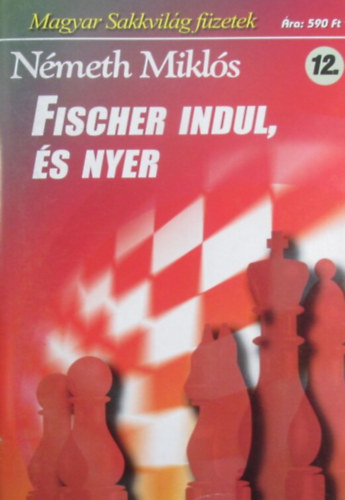 Magyar Sakkvilág füzetek
Ára: 590 Ft
Németh Miklós
12.
FISCHER INDUL,
ÉS NYER